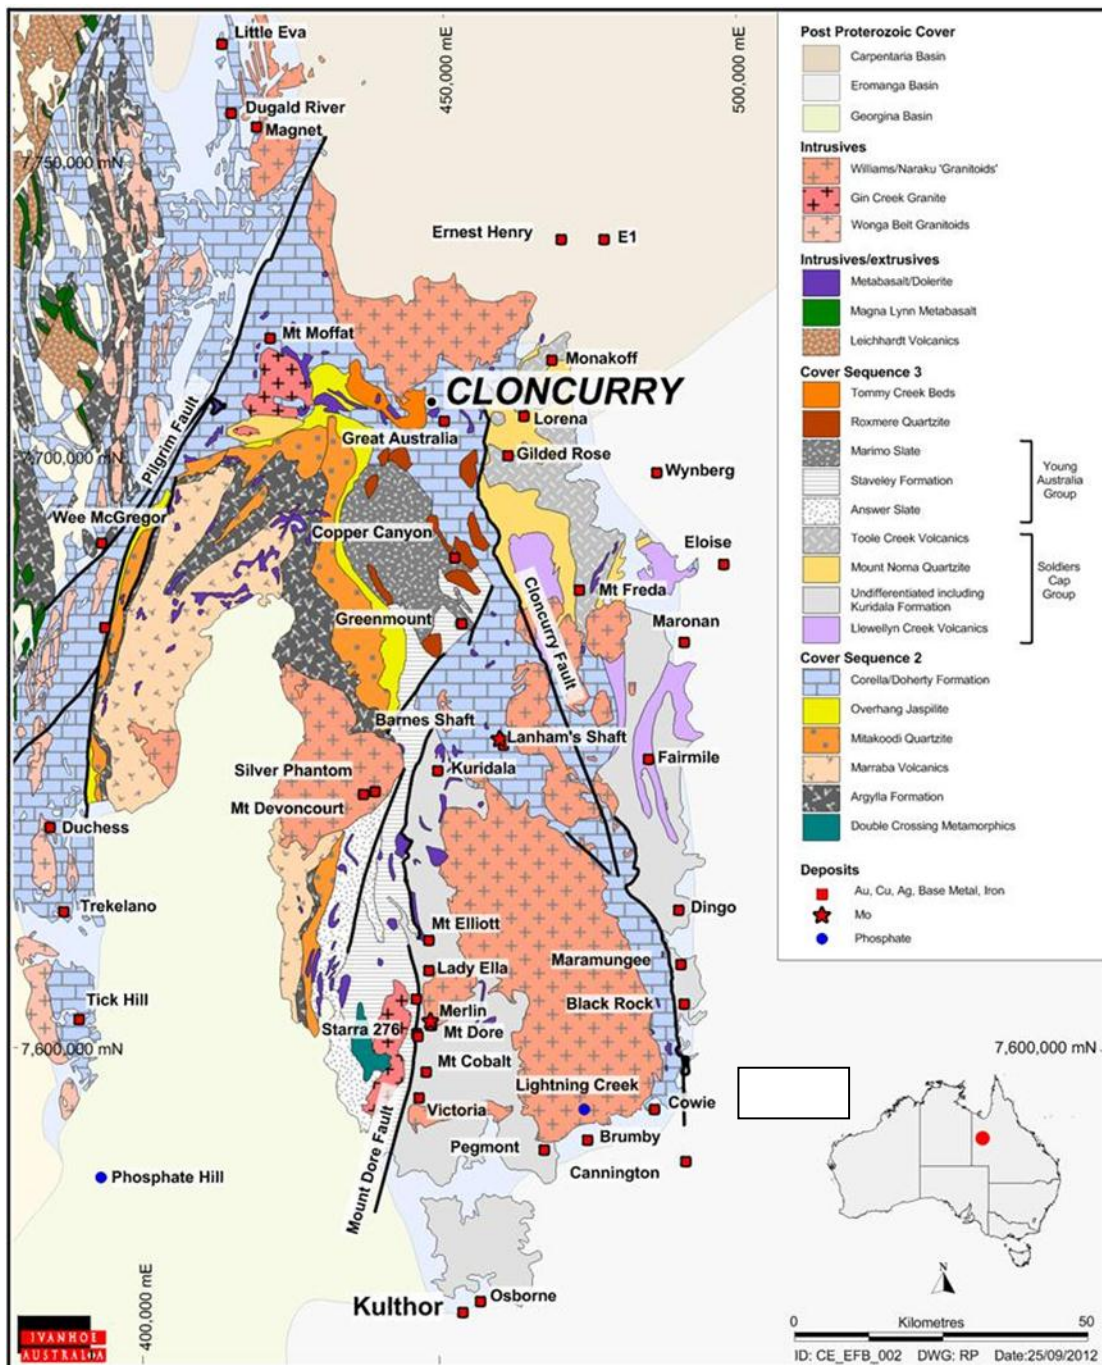 Little Eva
Dugald River
Magnet
450,000 mE
500,000 mE
7,750,000 mN
Ernest Henry
E1
Mt Moffat
Monakoff
CLONCURRY
Lorena
Great Australia
Pilgrim Fault
7,700,000 mN
Gilded Rose
Wynberg
Wee McGregor
Copper Canyon
Eloise
Cloncurry Fault
Mt Freda
Greenmount
Maronan
Barnes Shaft
Lanham's Shaft
Fairmile
Silver Phantom
Kuridala
Mt Devoncourt
Duchess
Trekelano
Dingo
Mt Elliott
Maramungee
Lady Ella
Black Rock
Tick Hill
Merlin
Starra 276
Mt Dore
7,600,000 mN
7,600,000 mN
Mt Cobalt
Lightning Creek
Victoria
Cowie
Mount Dore Fault
Brumby
Pegmont
Cannington
Phosphate Hill
400,000 mE
Osborne
Kulthor
IVANHOE
AUSTRALIA
Post Proterozoic Cover
Carpentaria Basin
Eromanga Basin
Georgina Basin
Intrusives
Williams/Naraku 'Granitoids'
Gin Creek Granite
Wonga Belt Granitoids
Intrusives/extrusives
Metabasalt/Dolerite
Magna Lynn Metabasalt
Leichhardt Volcanics
Cover Sequence 3
Tommy Creek Beds
Roxmere Quartzite
Marimo Slate
Staveley Formation
Answer Slate
Young
Australia
Group
Toole Creek Volcanics
Mount Norna Quartzite
Undifferentiated including
Kuridala Formation
Llewellyn Creek Volcanics
Soldiers
Cap
Group
Cover Sequence 2
Corella/Doherty Formation
Overhang Jaspilite
Mitakoodi Quartzite
Marraba Volcanics
Argylla Formation
Double Crossing Metamorphics
Deposits
Au, Cu, Ag, Base Metal, Iron
Mo
Phosphate
N
0 Kilometres 50
ID: CE_EFB_002 DWG: RP Date:25/09/2012